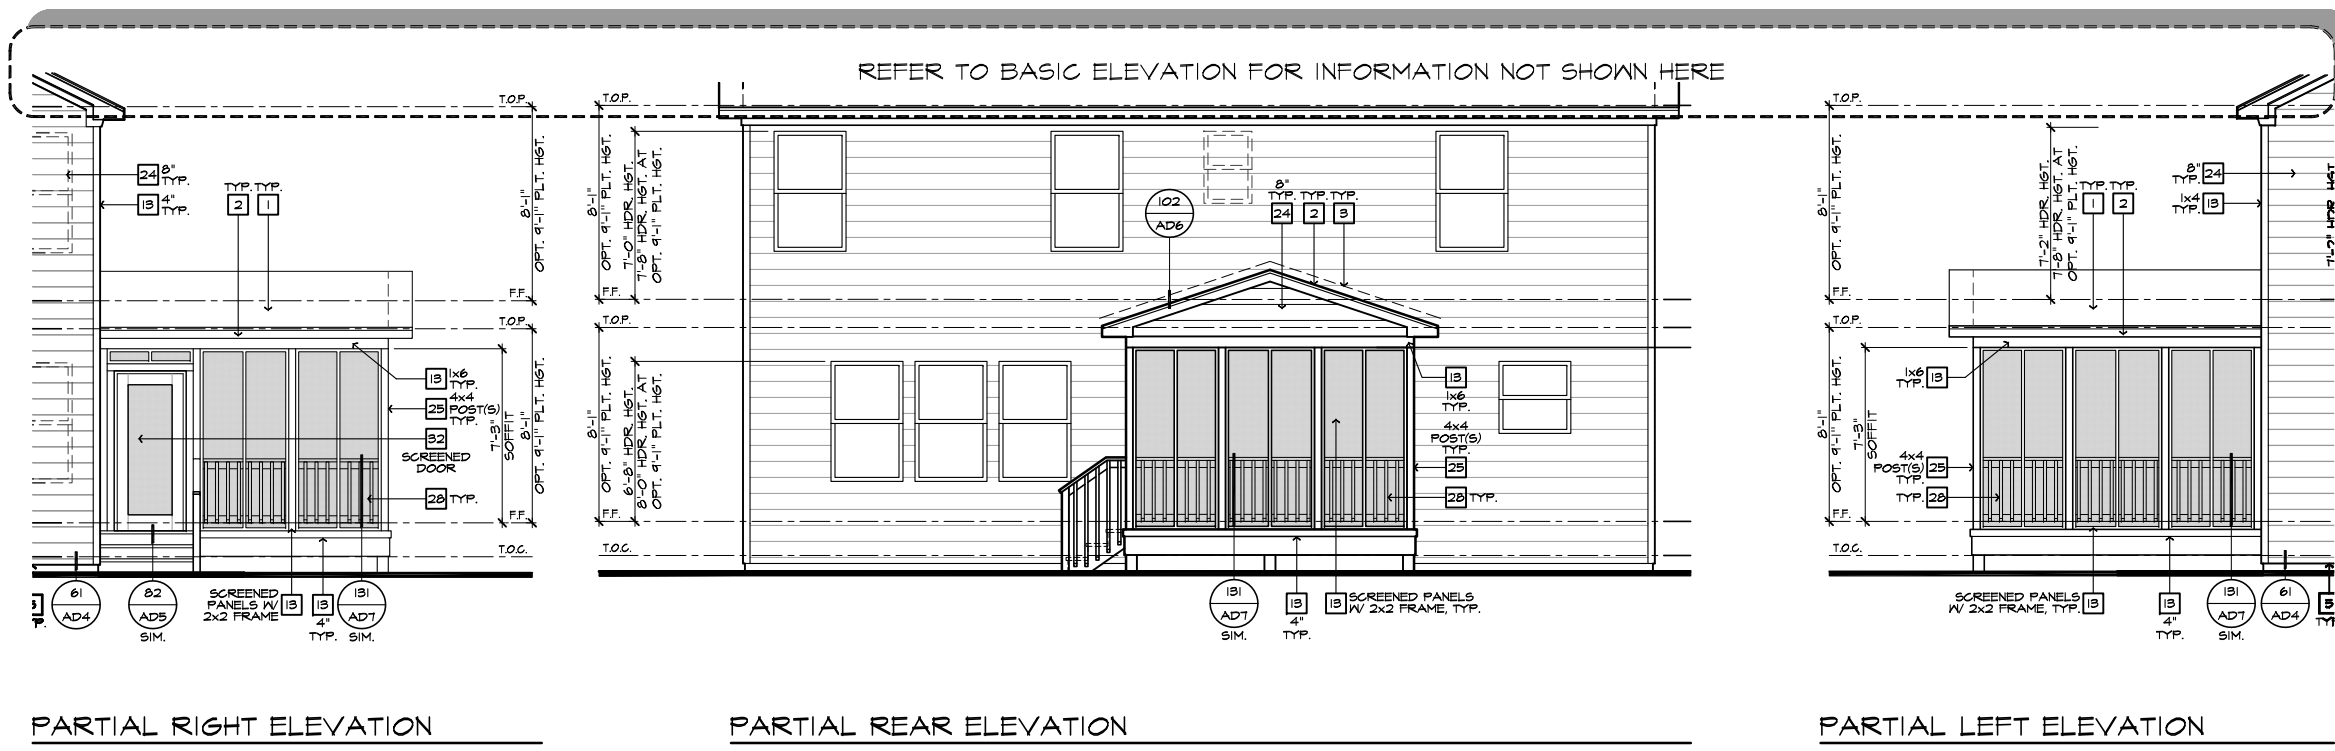 REFER TO BASIC ELEVATION FOR INFORMATION NOT SHOWN HERE
T.O.P.
24 8"
TYP.
13 4"
TYP.
TYP. TYP.
2 1
8'-1"
OPT. 9'-1" PLT. HGT.
F.F.
T.O.P.
13 1x6
TYP.
25 4x4
POST(S)
TYP.
32
SCREENED
DOOR
28 TYP.
7'-3"
SOFFIT
8'-1"
OPT. 9'-1" PLT. HGT.
F.F.
T.O.C.
61
AD4
82
AD5
SIM.
SCREENED
PANELS W/
2x2 FRAME
13
13
4"
TYP.
131
AD7
SIM.
PARTIAL RIGHT ELEVATION
T.O.P.
8'-1"
OPT. 9'-1" PLT. HGT.
7'-0" HDR. HGT.
7'-8" HDR. HGT. AT
OPT. 9'-1" PLT. HGT.
F.F.
T.O.P.
8'-1"
OPT. 9'-1" PLT. HGT.
6'-8" HDR. HGT.
8'-0" HDR. HGT. AT
OPT. 9'-1" PLT. HGT.
F.F.
T.O.C.
102
AD6
8"
TYP. TYP. TYP.
24 2 3
13
1x6
TYP.
4x4
POST(S)
TYP.
25
28 TYP.
131
AD7
SIM.
13
4"
TYP.
13 SCREENED PANELS
W/ 2x2 FRAME, TYP.
PARTIAL REAR ELEVATION
T.O.P.
8'-1"
OPT. 9'-1" PLT. HGT.
7'-2" HDR. HGT.
7'-8" HDR. HGT. AT
OPT. 9'-1" PLT. HGT.
TYP. TYP.
1 2
8"
TYP. 24
1x4
TYP. 13
7'-2" HDR HGT
F.F.
T.O.P.
8'-1"
OPT. 9'-1" PLT. HGT.
7'-3"
SOFFIT
1x6
TYP. 13
4x4
POST(S) 25
TYP.
TYP. 28
F.F.
T.O.C.
SCREENED PANELS
W/ 2x2 FRAME, TYP. 13
13
4"
TYP.
131
AD7
SIM.
61
AD4
PARTIAL LEFT ELEVATION